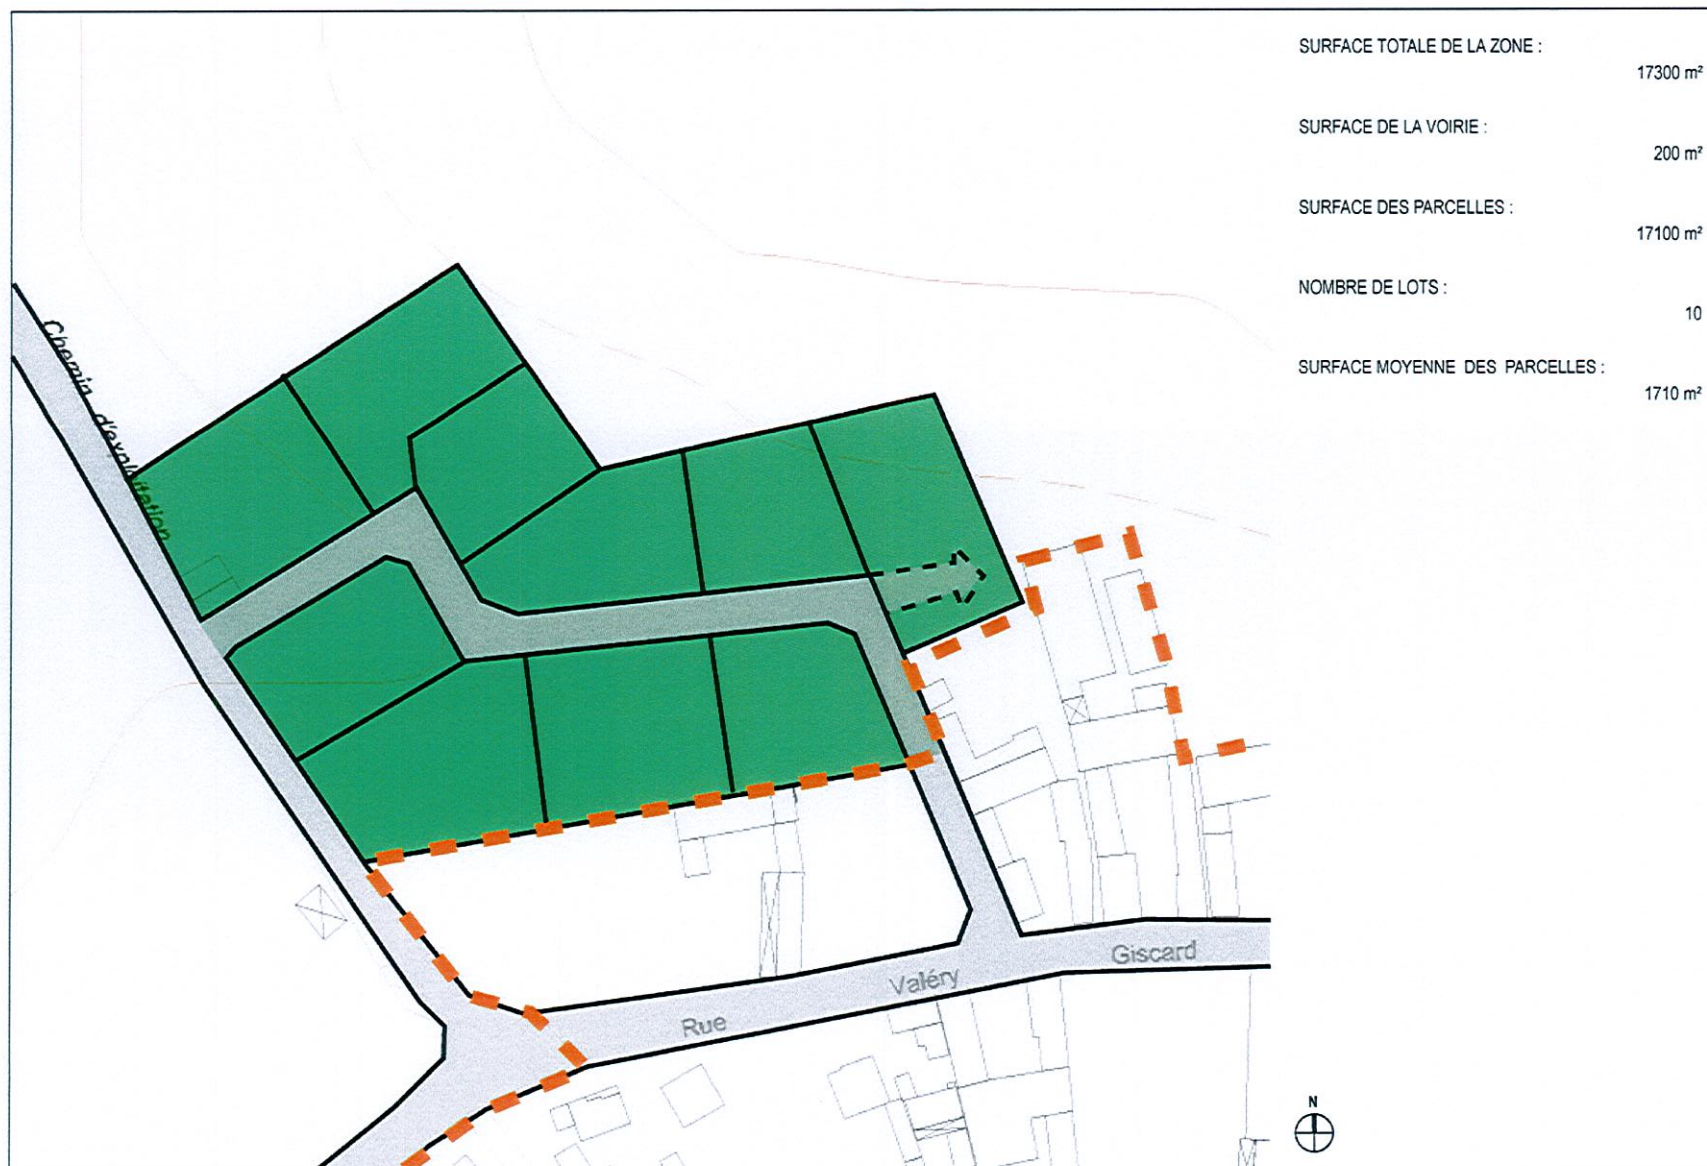 SURFACE TOTALE DE LA ZONE :
17300 m²
SURFACE DE LA VOIRIE :
200 m²
SURFACE DES PARCELLES :
17100 m²
NOMBRE DE LOTS :
10
SURFACE MOYENNE DES PARCELLES :
1710 m²
Chemin d'exploitation
Rue Valéry Giscard
N